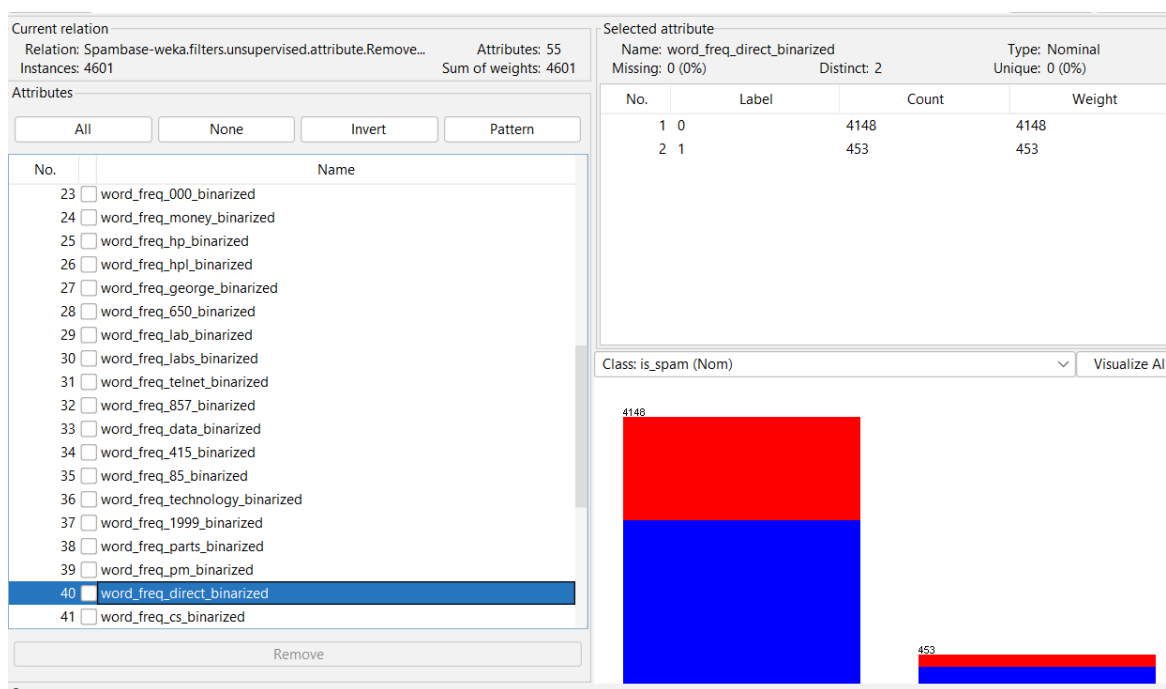 Current relation
Relation: Spambase-weka.filters.unsupervised.attribute.Remove... Attributes: 55
Instances: 4601 Sum of weights: 4601
Attributes
All None Invert Pattern
No. Name
23 word_freq_000_binarized
24 word_freq_money_binarized
25 word_freq_hp_binarized
26 word_freq_hpl_binarized
27 word_freq_george_binarized
28 word_freq_650_binarized
29 word_freq_lab_binarized
30 word_freq_labs_binarized
31 word_freq_telnet_binarized
32 word_freq_857_binarized
33 word_freq_data_binarized
34 word_freq_415_binarized
35 word_freq_85_binarized
36 word_freq_technology_binarized
37 word_freq_1999_binarized
38 word_freq_parts_binarized
39 word_freq_pm_binarized
40 word_freq_direct_binarized
41 word_freq_cs_binarized
Remove
Selected attribute
Name: word_freq_direct_binarized Type: Nominal
Missing: 0 (0%) Distinct: 2 Unique: 0 (0%)
No. Label Count Weight
1 0 4148 4148
2 1 453 453
Class: is_spam (Nom) Visualize Al
4148
453